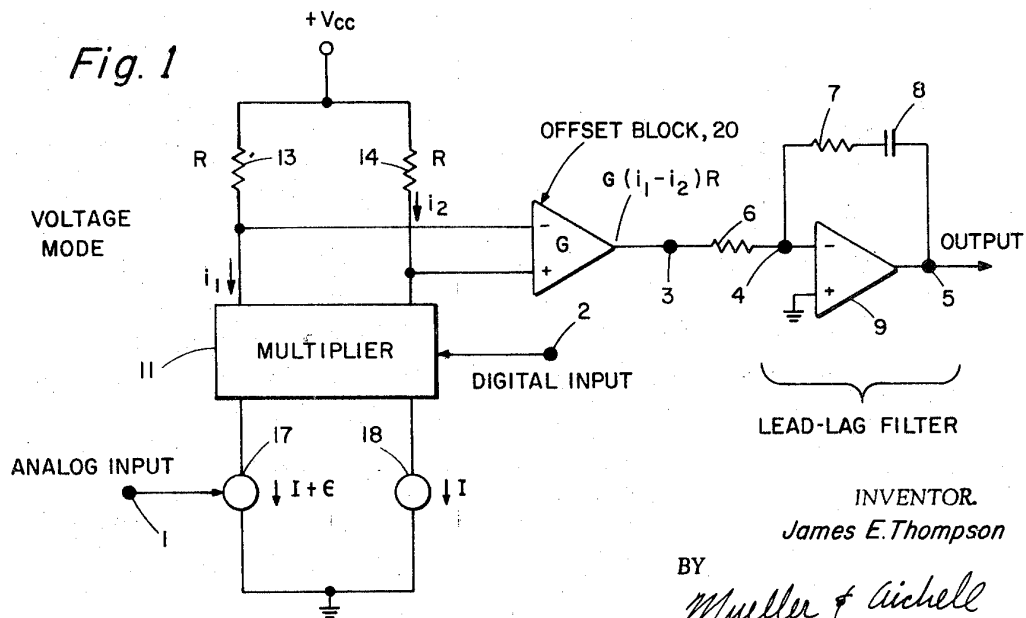 Fig. 1
+Vcc
R 13 14 R
OFFSET BLOCK, 20
7 8
VOLTAGE
MODE
i2
G (i1-i2)R
- G +
6
3 4
- + 9
5
OUTPUT
i1
11
MULTIPLIER
2
DIGITAL INPUT
LEAD-LAG FILTER
ANALOG INPUT
1
17
18
I+ϵ
I
INVENTOR.
James E. Thompson
BY
Mueller & Aichell